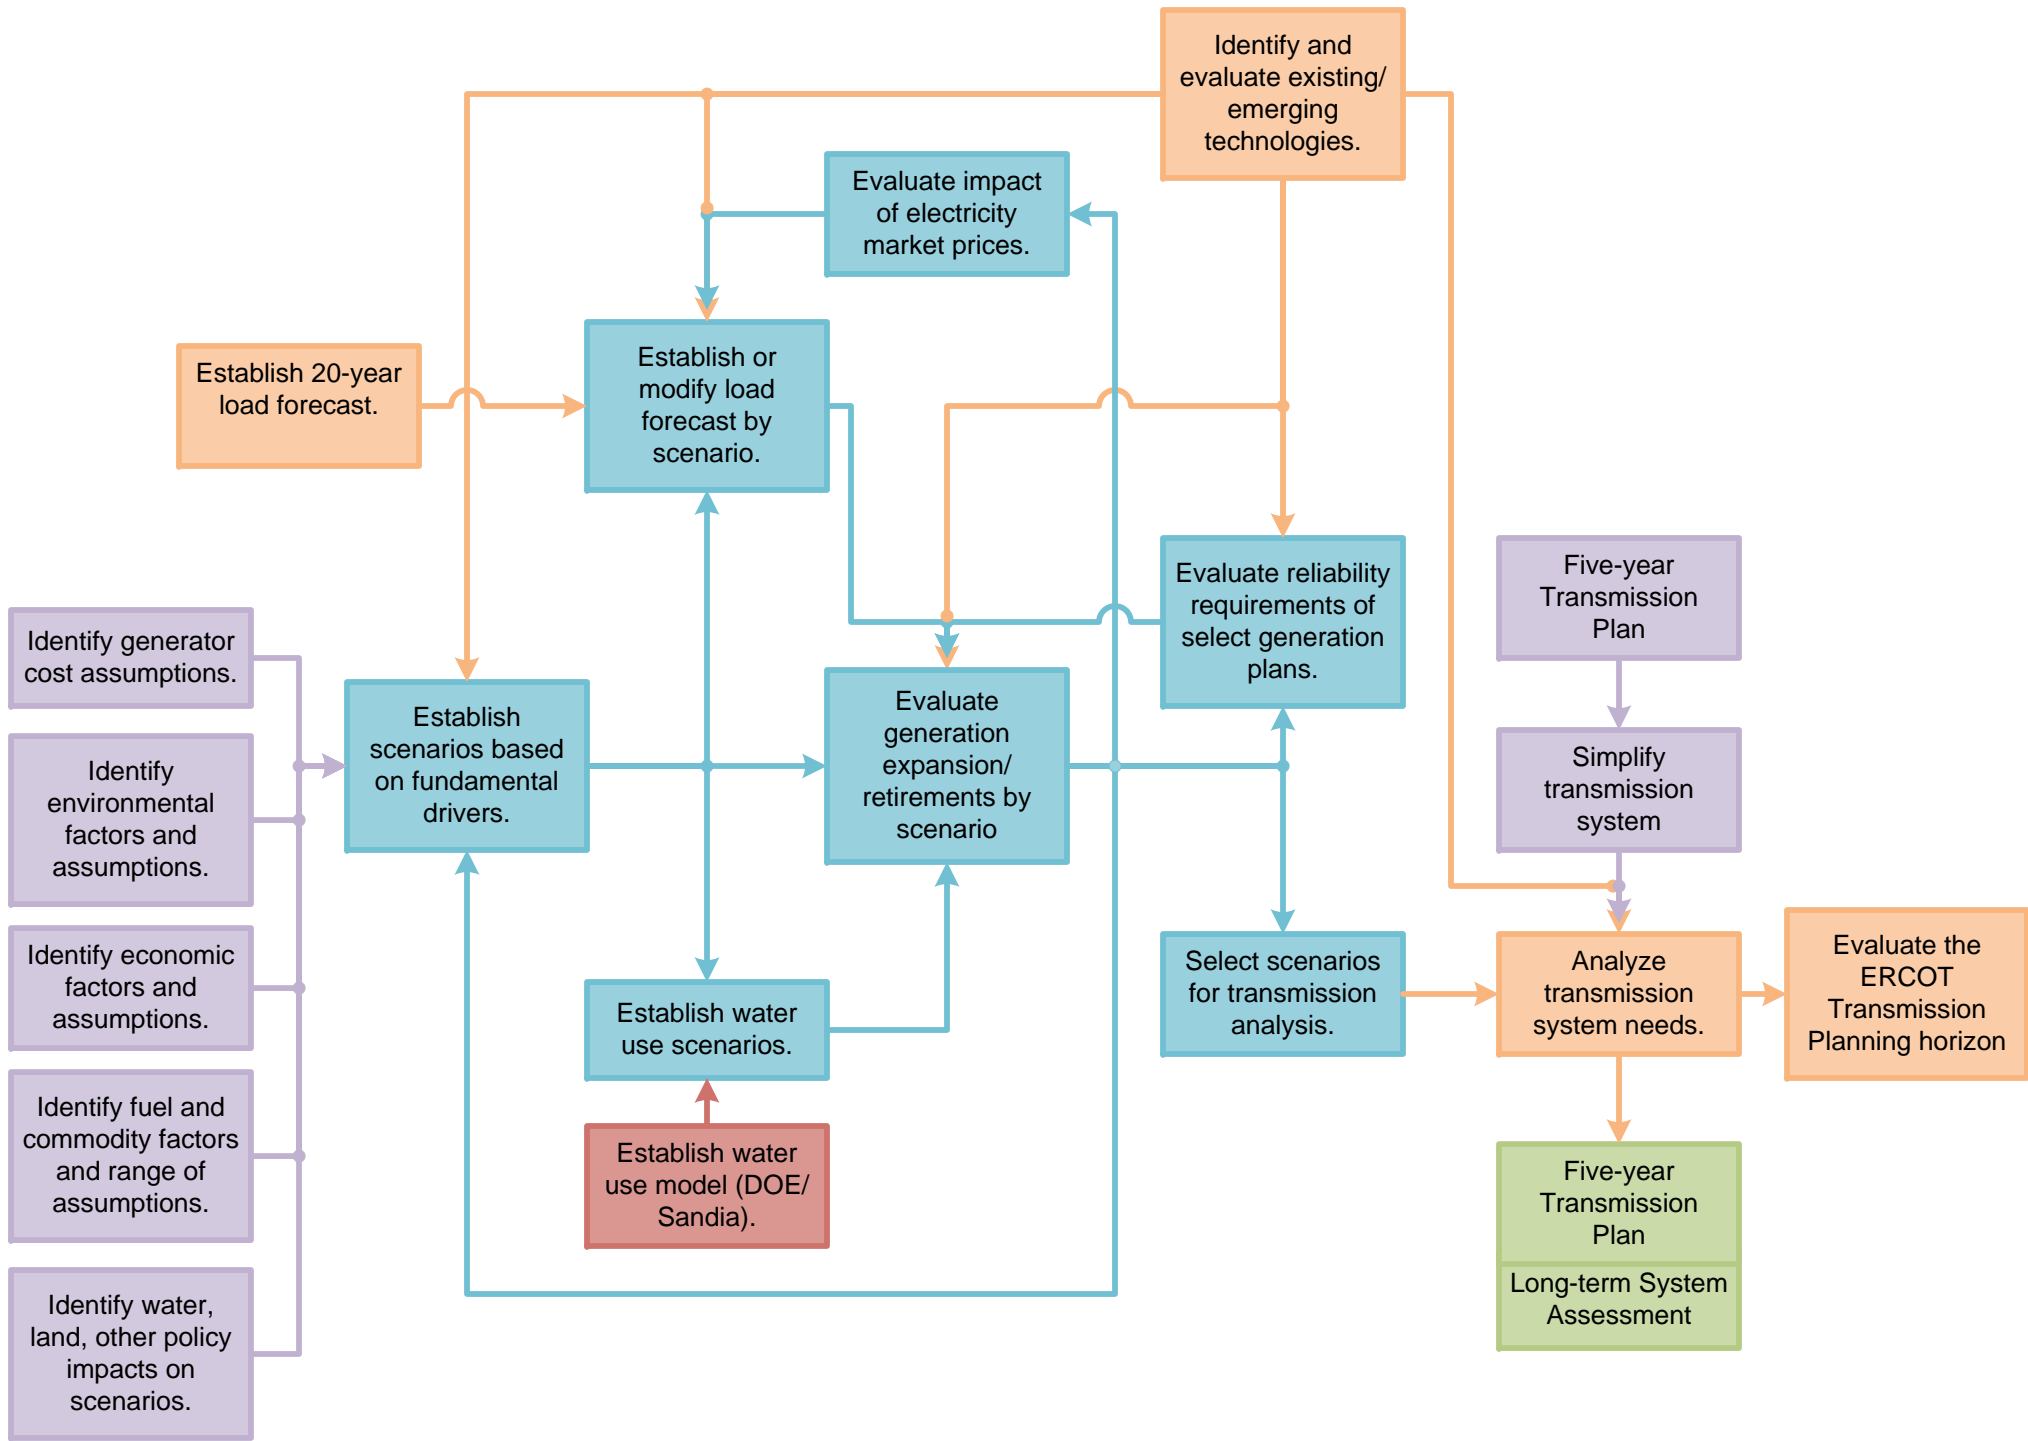 Identify and
evaluate existing/
emerging
technologies.
Evaluate impact
of electricity
market prices.
Establish 20-year
load forecast.
Establish or
modify load
forecast by
scenario.
Evaluate reliability
requirements of
select generation
plans.
Five-year
Transmission
Plan
Identify generator
cost assumptions.
Establish
scenarios based
on fundamental
drivers.
Evaluate
generation
expansion/
retirements by
scenario
Simplify
transmission
system
Identify
environmental
factors and
assumptions.
Identify economic
factors and
assumptions.
Establish water
use scenarios.
Select scenarios
for transmission
analysis.
Analyze
transmission
system needs.
Evaluate the
ERCOT
Transmission
Planning horizon
Identify fuel and
commodity factors
and range of
assumptions.
Establish water
use model (DOE/
Sandia).
Five-year
Transmission
Plan
Long-term System
Assessment
Identify water,
land, other policy
impacts on
scenarios.